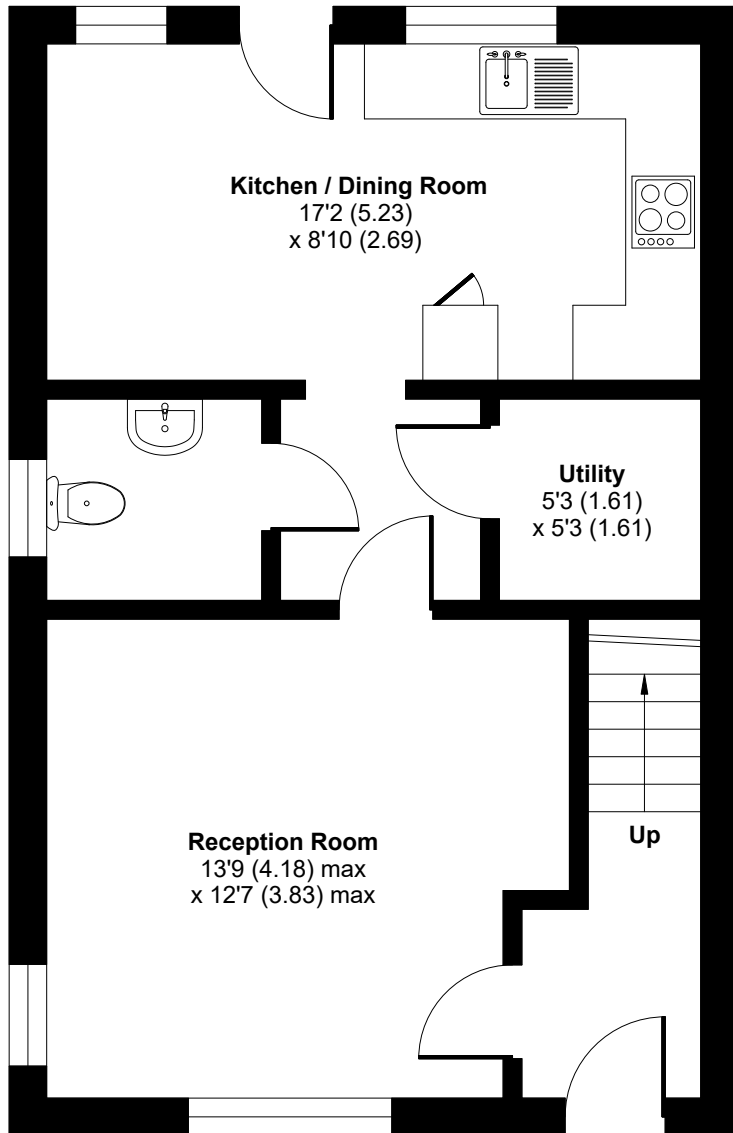 Kitchen / Dining Room
17'2 (5.23)
x 8'10 (2.69)
Utility
5'3 (1.61)
x 5'3 (1.61)
Reception Room
13'9 (4.18) max
x 12'7 (3.83) max
Up